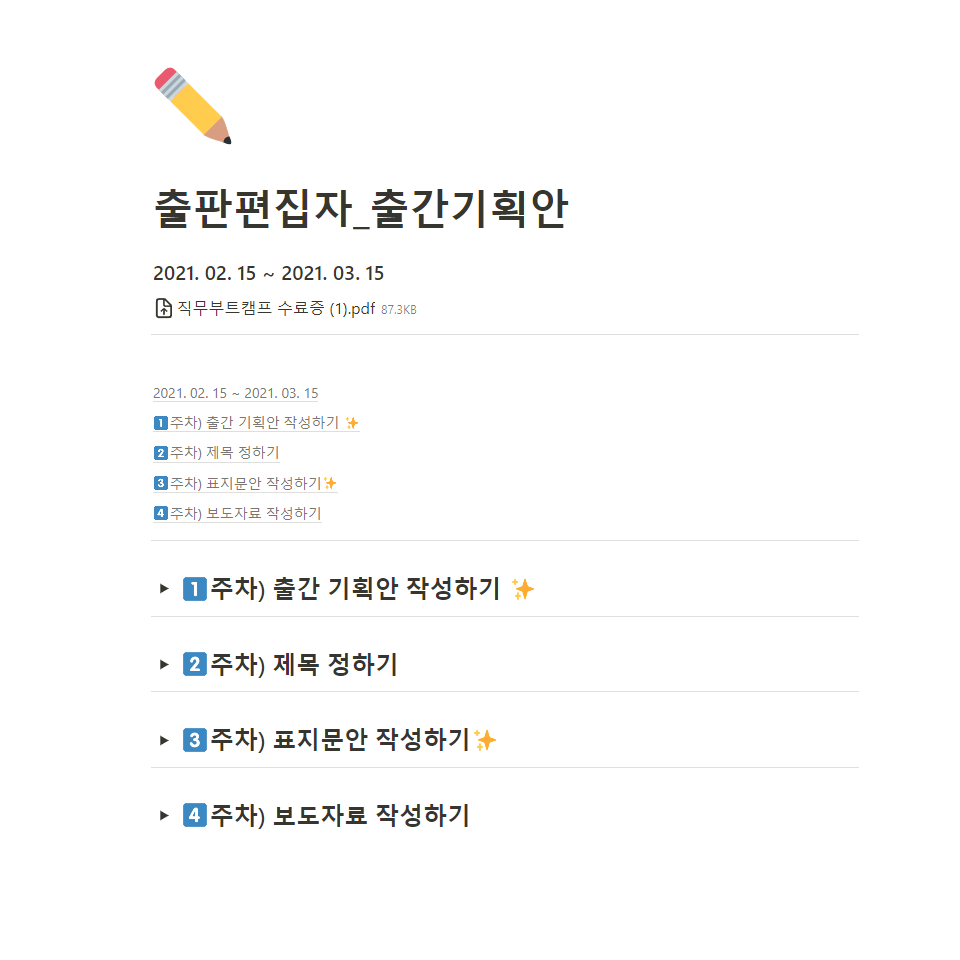 출판편집자_출간기획안
2021. 02. 15 ~ 2021. 03. 15
직무부트캠프 수료증 (1).pdf 87.3KB
2021. 02. 15 ~ 2021. 03. 15
1️⃣주차) 출간 기획안 작성하기 ✨
2️⃣주차) 제목 정하기
3️⃣주차) 표지문안 작성하기✨
4️⃣주차) 보도자료 작성하기
1️⃣주차) 출간 기획안 작성하기 ✨
2️⃣주차) 제목 정하기
3️⃣주차) 표지문안 작성하기✨
4️⃣주차) 보도자료 작성하기